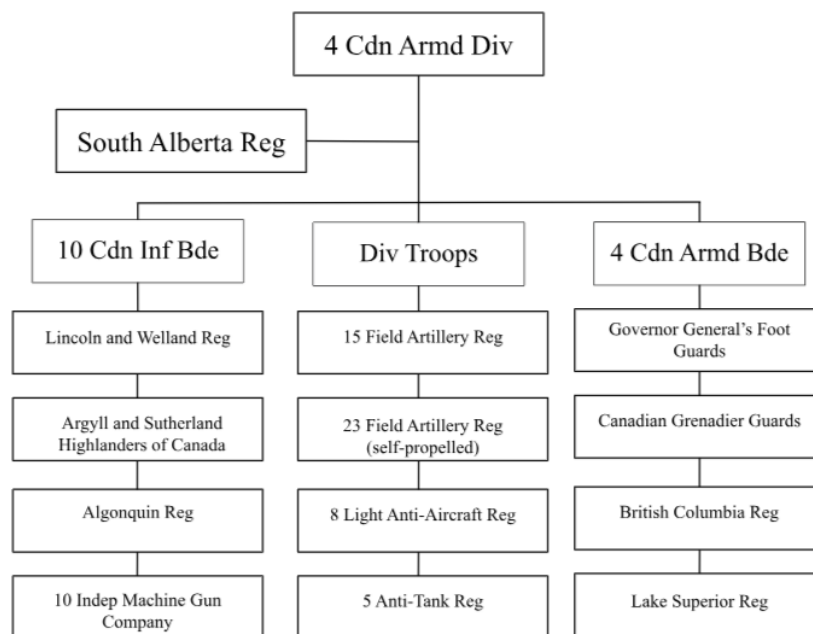 4 Cdn Armd Div
South Alberta Reg
10 Cdn Inf Bde
Div Troops
4 Cdn Armd Bde
Lincoln and Welland Reg
15 Field Artillery Reg
Governor General’s Foot
Guards
Argyll and Sutherland
Highlanders of Canada
23 Field Artillery Reg
(self-propelled)
Canadian Grenadier Guards
Algonquin Reg
8 Light Anti-Aircraft Reg
British Columbia Reg
10 Indep Machine Gun
Company
5 Anti-Tank Reg
Lake Superior Reg